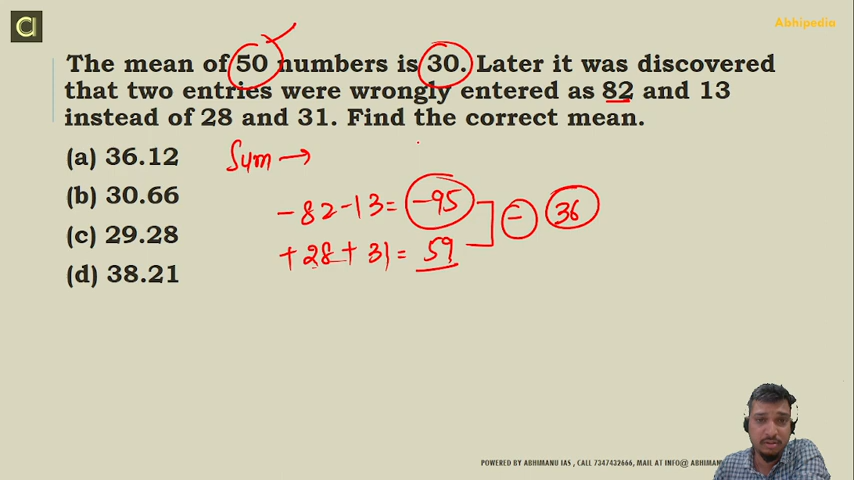 Abhipedia
The mean of 50 numbers is 30. Later it was discovered
that two entries were wrongly entered as 82 and 13
instead of 28 and 31. Find the correct mean.
(a) 36.12
Sum →
(b) 30.66
-82-13=-95
- 36
(c) 29.28
+28+31=59
(d) 38.21
POWERED BY ABHIMANU IAS , CALL 7347432666, MAIL AT INFO@ ABHIMAN